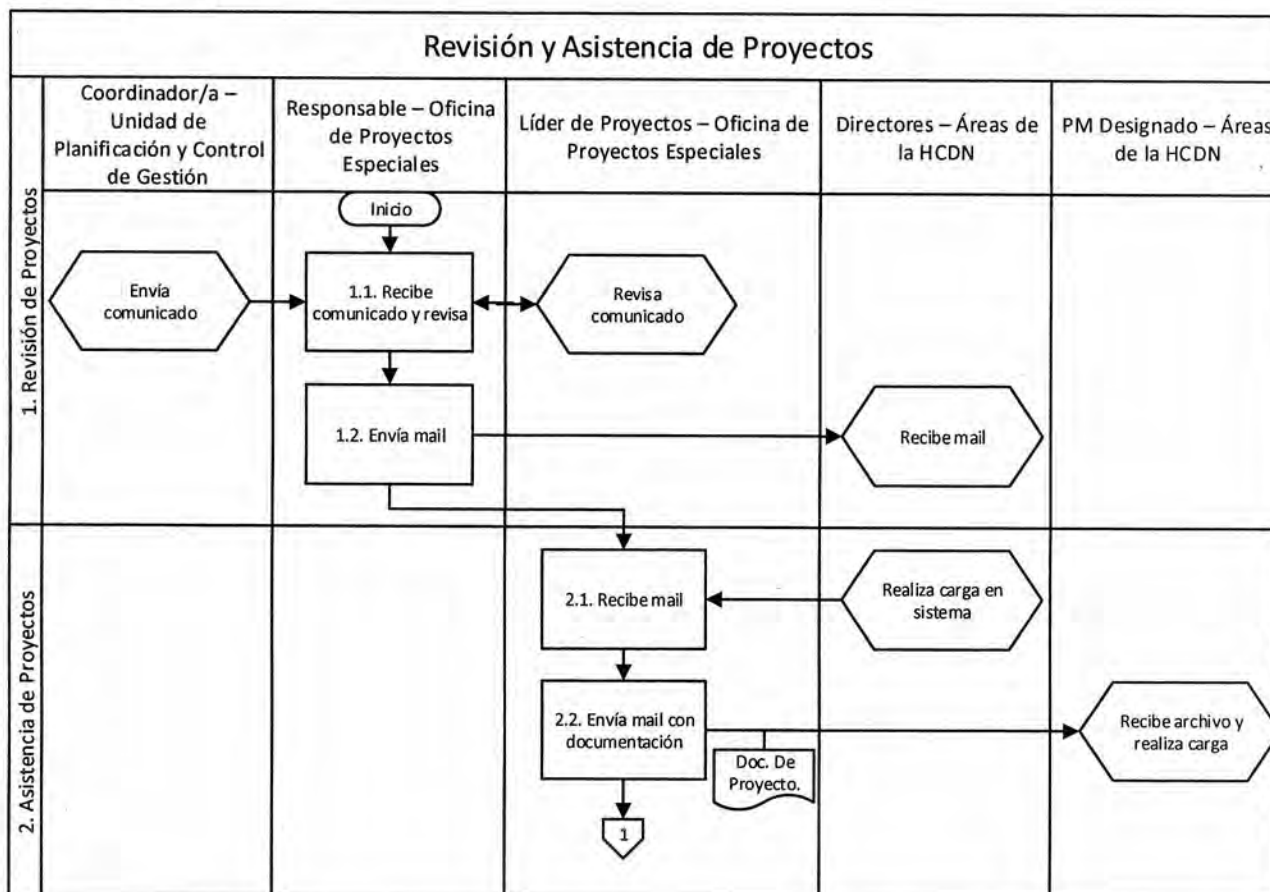 Revisión y Asistencia de Proyectos
Coordinador/a –
Unidad de
Planificación y Control
de Gestión
Responsable – Oficina
de Proyectos
Especiales
Líder de Proyectos – Oficina de
Proyectos Especiales
Directores – Áreas de
la HCDN
PM Designado – Áreas
de la HCDN
1. Revisión de Proyectos
Inicio
Envía
comunicado
1.1. Recibe
comunicado y revisa
Revisa
comunicado
1.2. Envía mail
Recibe mail
2. Asistencia de Proyectos
2.1. Recibe mail
Realiza carga en
sistema
2.2. Envía mail con
documentación
Doc. De
Proyecto.
Recibe archivo y
realiza carga
1